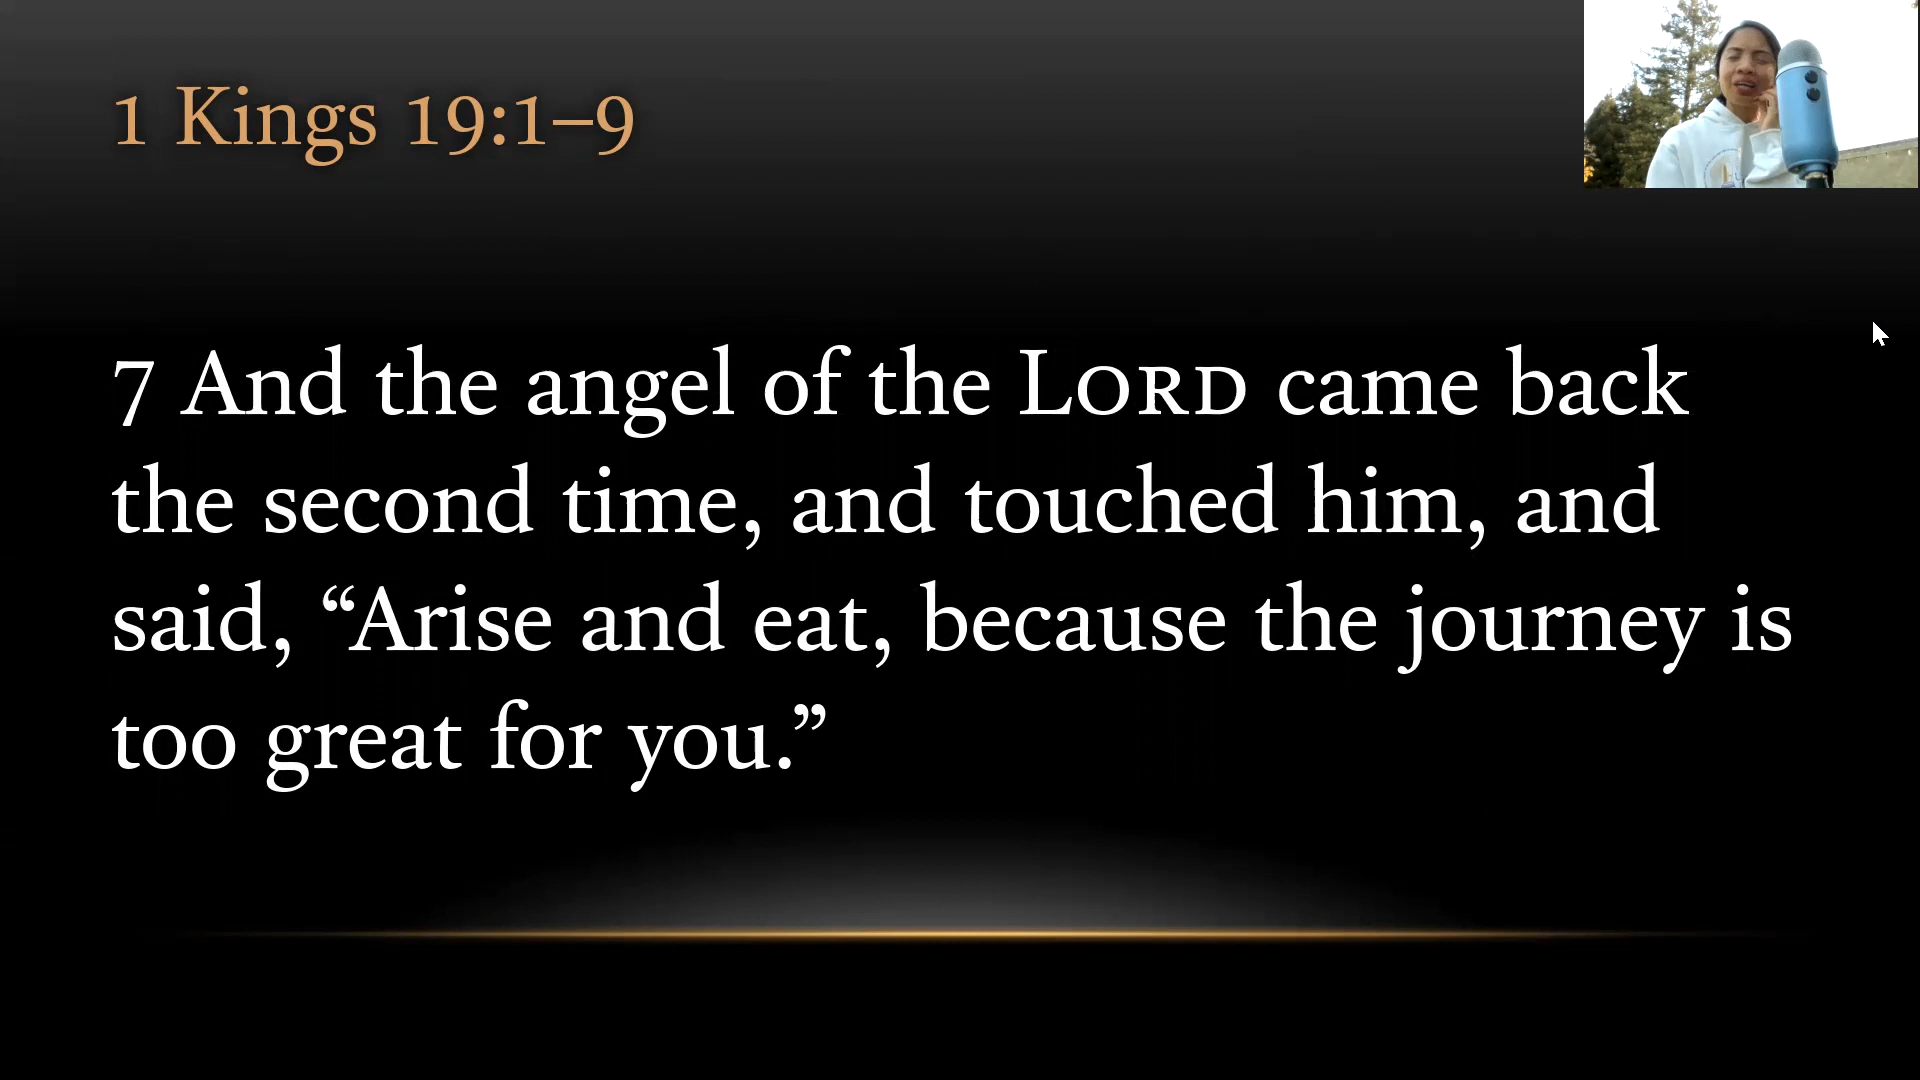 1 Kings 19:1–9
7 And the angel of the LORD came back
the second time, and touched him, and
said, “Arise and eat, because the journey is
too great for you.”